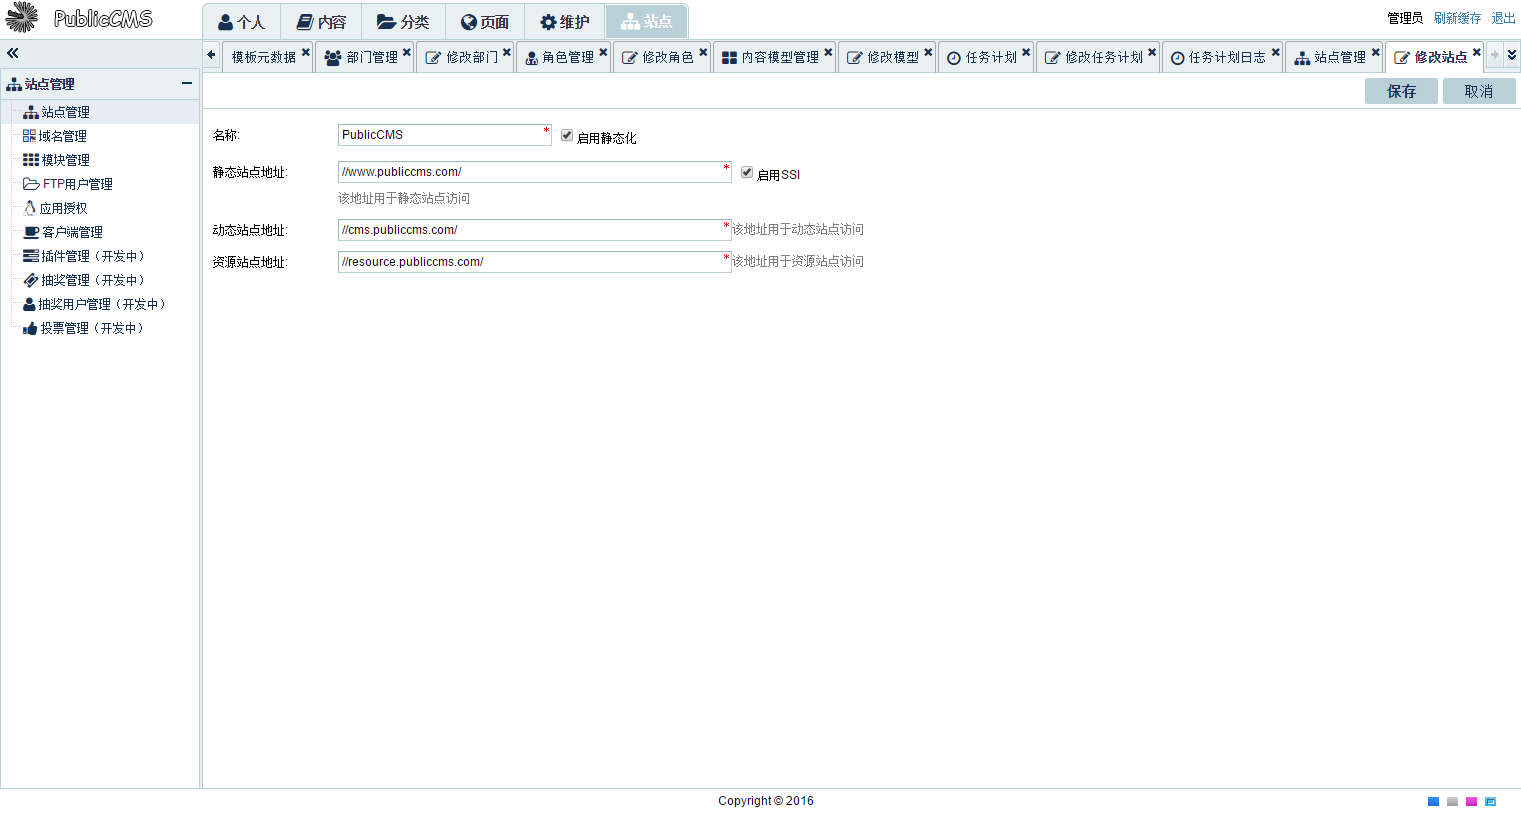 PublicCMS
个人 内容 分类 页面 维护 站点
管理员 刷新缓存 退出
模板元数据 部门管理 修改部门 角色管理 修改角色 内容模型管理 修改模型 任务计划 修改任务计划 任务计划日志 站点管理 修改站点
站点管理
站点管理
域名管理
模块管理
FTP用户管理
应用授权
客户端管理
插件管理（开发中）
抽奖管理（开发中）
抽奖用户管理（开发中）
投票管理（开发中）
保存 取消
名称: PublicCMS * 启用静态化
静态站点地址: //www.publiccms.com/ * 启用SSI
该地址用于静态站点访问
动态站点地址: //cms.publiccms.com/ * 该地址用于动态站点访问
资源站点地址: //resource.publiccms.com/ * 该地址用于资源站点访问
Copyright © 2016